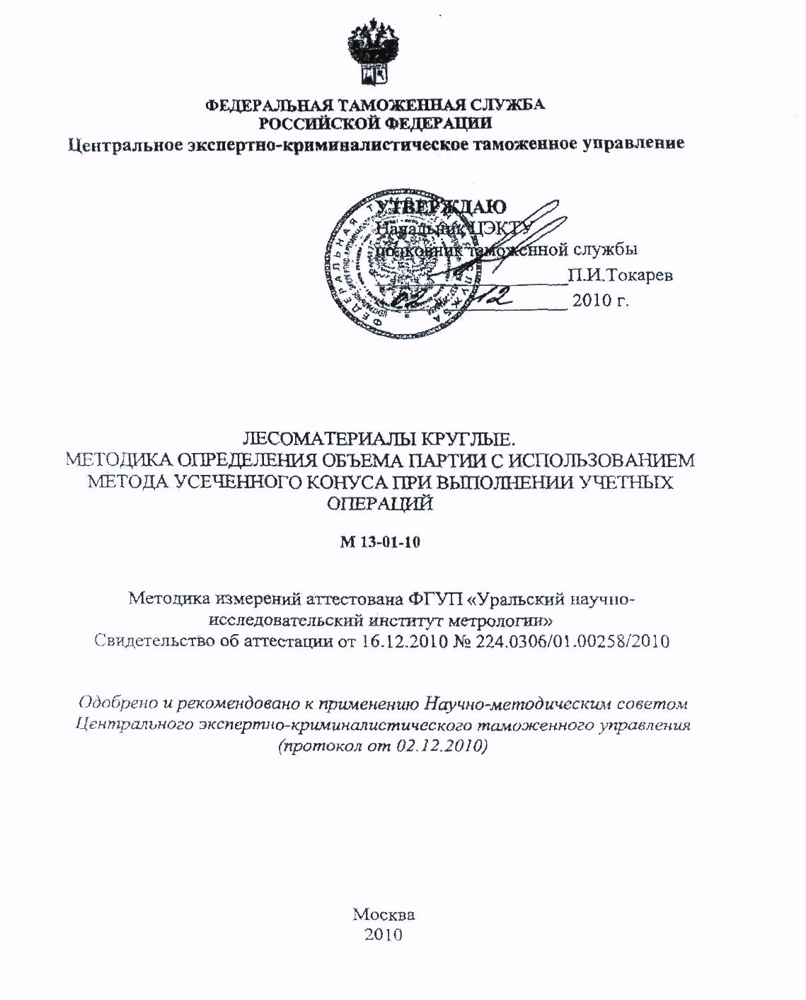 ФЕДЕРАЛЬНАЯ ТАМОЖЕННАЯ СЛУЖБА
РОССИЙСКОЙ ФЕДЕРАЦИИ
Центральное экспертно-криминалистическое таможенное управление
УТВЕРЖДАЮ
Начальник ЦЭКТУ
полковник таможенной службы
П.И.Токарев
02 12 2010 г.
ФЕДЕРАЛЬНАЯ ТАМОЖЕННАЯ СЛУЖБА
ЛЕСОМАТЕРИАЛЫ КРУГЛЫЕ.
МЕТОДИКА ОПРЕДЕЛЕНИЯ ОБЪЕМА ПАРТИИ С ИСПОЛЬЗОВАНИЕМ
МЕТОДА УСЕЧЕННОГО КОНУСА ПРИ ВЫПОЛНЕНИИ УЧЕТНЫХ
ОПЕРАЦИЙ
М 13-01-10
Методика измерений аттестована ФГУП «Уральский научно-
исследовательский институт метрологии»
Свидетельство об аттестации от 16.12.2010 № 224.0306/01.00258/2010
Одобрено и рекомендовано к применению Научно-методическим советом
Центрального экспертно-криминалистического таможенного управления
(протокол от 02.12.2010)
Москва
2010